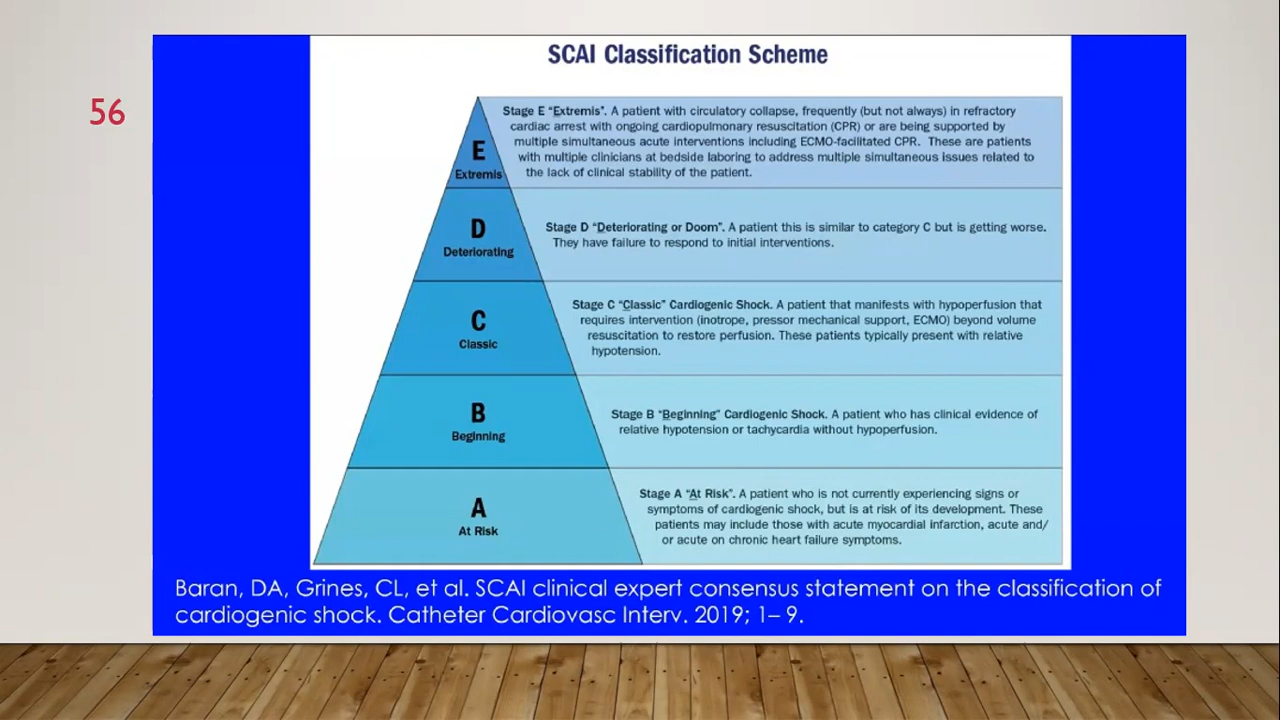 SCAI Classification Scheme
56
Stage E "Extremis". A patient with circulatory collapse, frequently (but not always) in refractory
cardiac arrest with ongoing cardiopulmonary resuscitation (CPR) or are being supported by
multiple simultaneous acute interventions including ECMO-facilitated CPR. These are patients
with multiple clinicians at bedside laboring to address multiple simultaneous issues related to
the lack of clinical stability of the patient.
E
Extremis
Stage D "Deteriorating or Doom". A patient this is similar to category C but is getting worse.
They have failure to respond to initial interventions.
D
Deteriorating
Stage C "Classic" Cardiogenic Shock. A patient that manifests with hypoperfusion that
requires intervention (inotrope, pressor mechanical support, ECMO) beyond volume
resuscitation to restore perfusion. These patients typically present with relative
hypotension.
C
Classic
Stage B "Beginning" Cardiogenic Shock. A patient who has clinical evidence of
relative hypotension or tachycardia without hypoperfusion.
B
Beginning
Stage A "At Risk". A patient who is not currently experiencing signs or
symptoms of cardiogenic shock, but is at risk of its development. These
patients may include those with acute myocardial infarction, acute and/
or acute on chronic heart failure symptoms.
A
At Risk
Baran, DA, Grines, CL, et al. SCAI clinical expert consensus statement on the classification of
cardiogenic shock. Catheter Cardiovasc Interv. 2019; 1– 9.